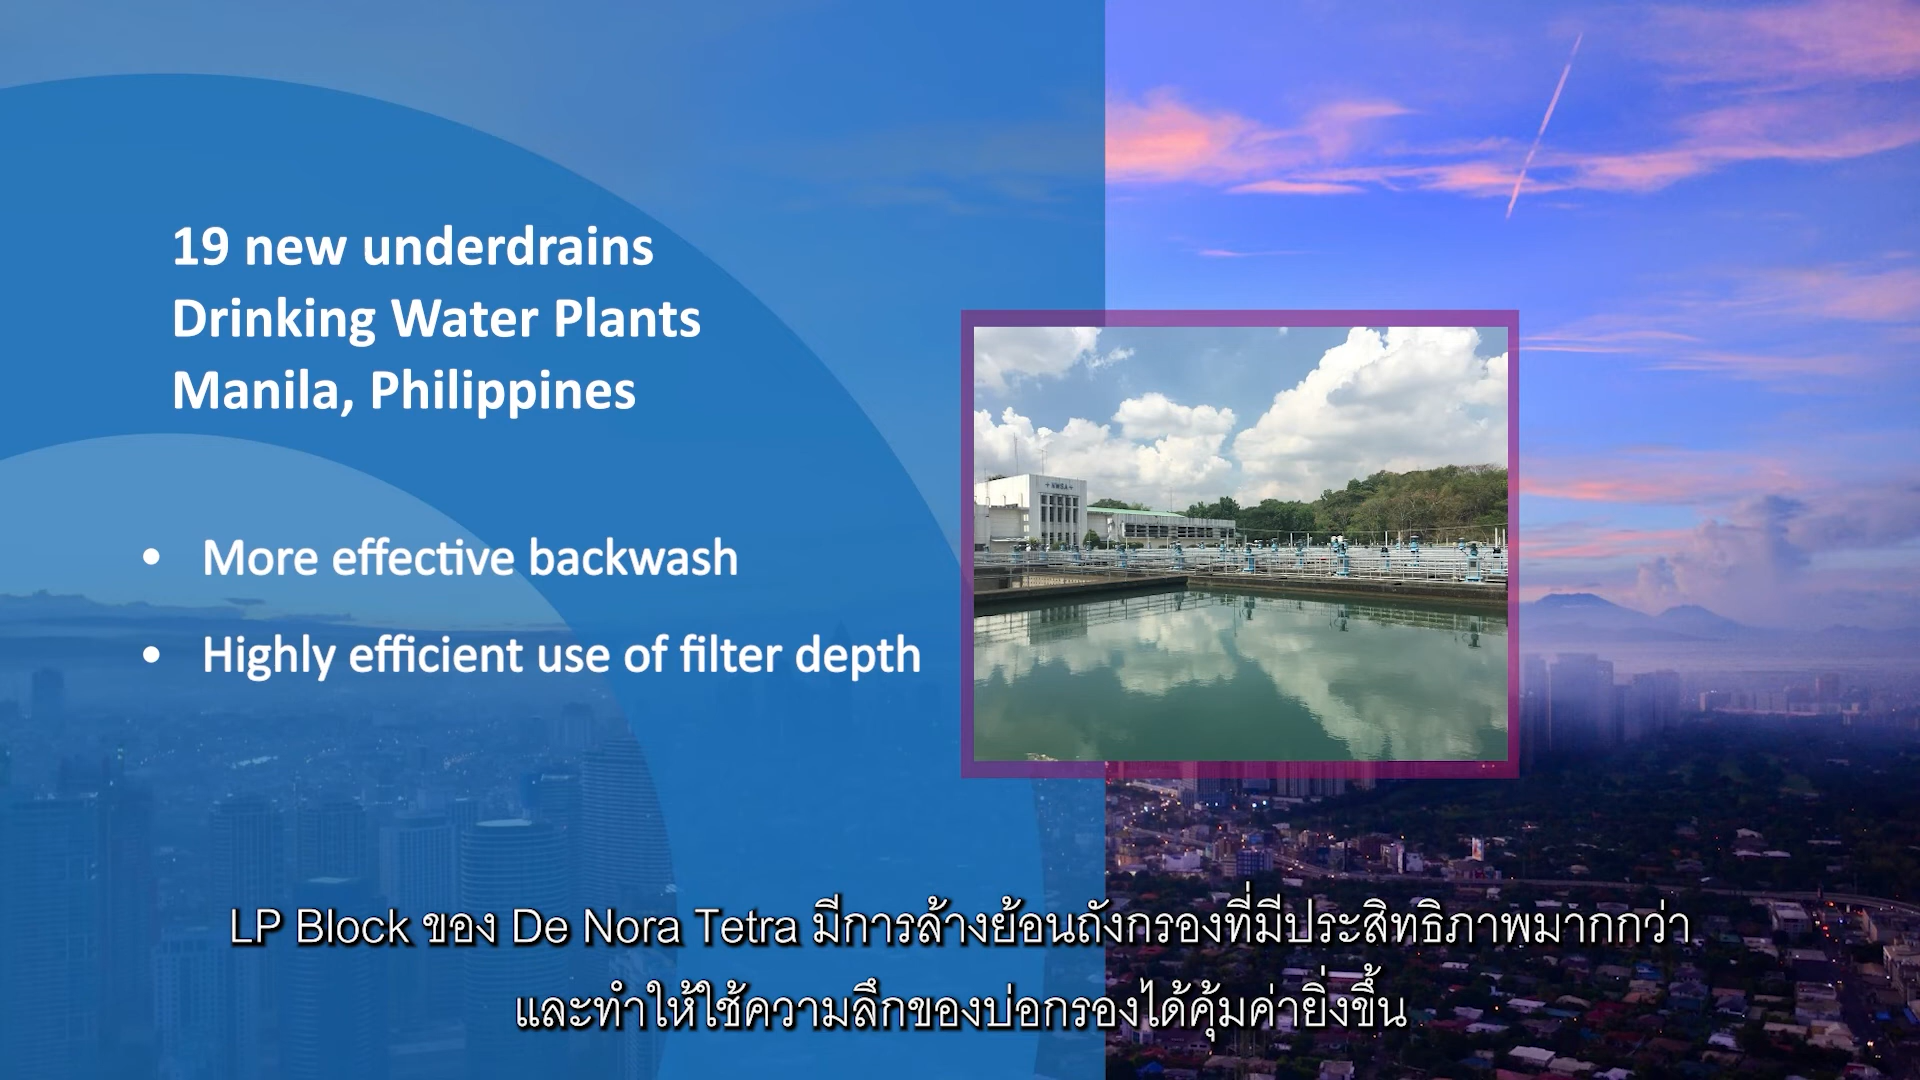 19 new underdrains
Drinking Water Plants
Manila, Philippines
• More effective backwash
• Highly efficient use of filter depth
LP Block ของ De Nora Tetra มีการล้างย้อนถังกรองที่มีประสิทธิภาพมากกว่า
และทำให้ใช้ความลึกของบ่อกรองได้คุ้มค่ายิ่งขึ้น